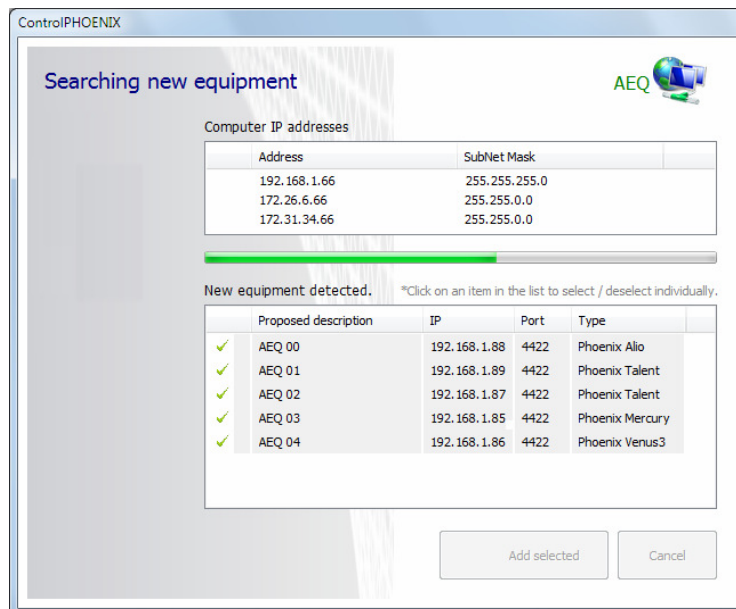 ControlPHOENIX
Searching new equipment
AEQ
Computer IP addresses
Address SubNet Mask
192.168.1.66 255.255.255.0
172.26.6.66 255.255.0.0
172.31.34.66 255.255.0.0
New equipment detected. *Click on an item in the list to select / deselect individually.
Proposed description IP Port Type
AEQ 00 192.168.1.88 4422 Phoenix Alio
AEQ 01 192.168.1.89 4422 Phoenix Talent
AEQ 02 192.168.1.87 4422 Phoenix Talent
AEQ 03 192.168.1.85 4422 Phoenix Mercury
AEQ 04 192.168.1.86 4422 Phoenix Venus3
Add selected Cancel